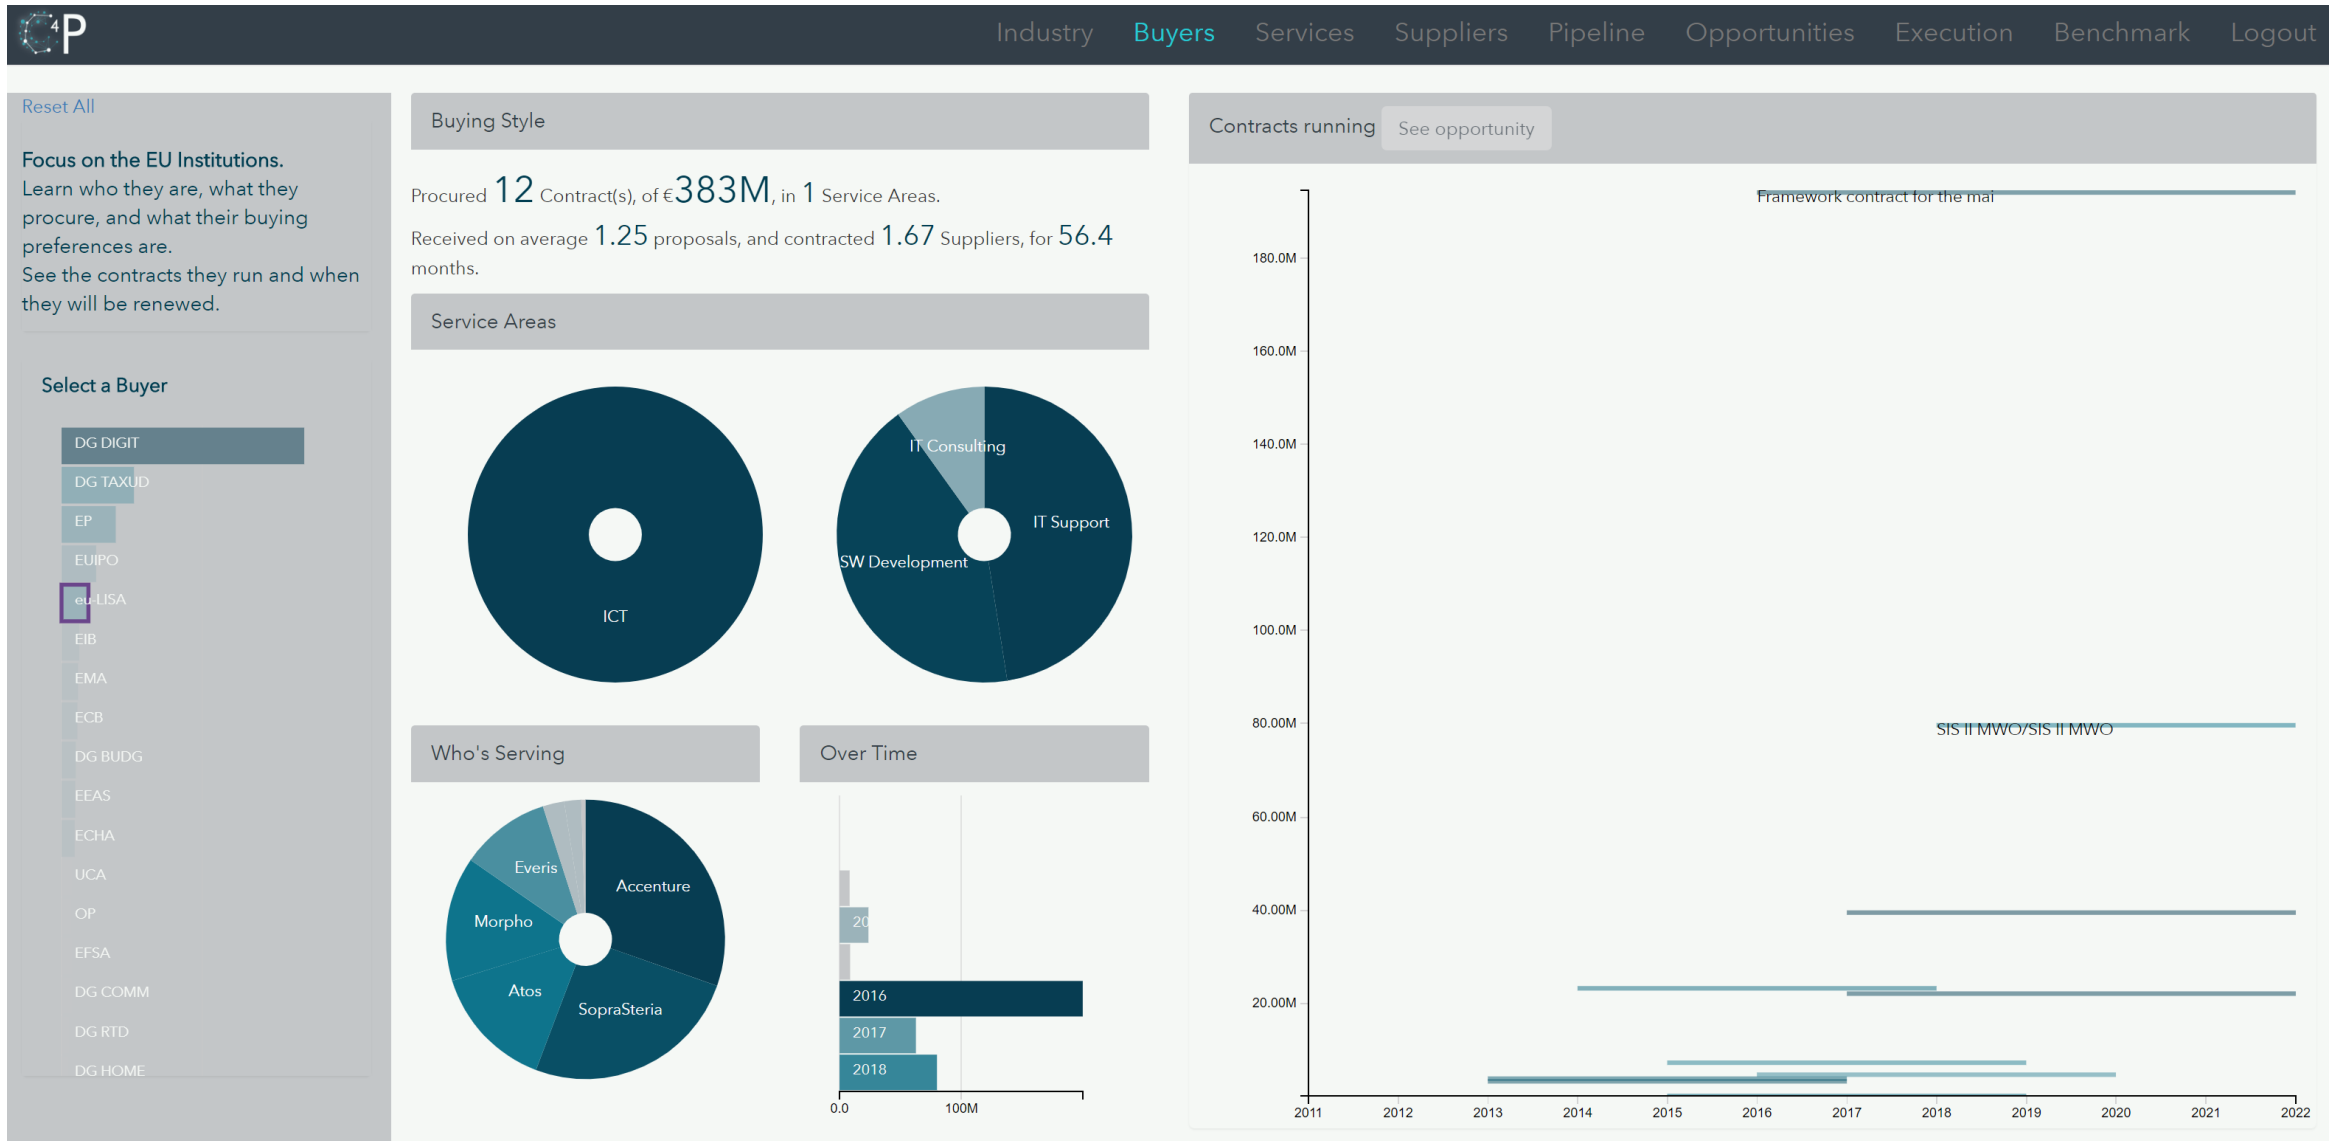 C4P
Industry Buyers Services Suppliers Pipeline Opportunities Execution Benchmark Logout
Reset All
Focus on the EU Institutions.
Learn who they are, what they
procure, and what their buying
preferences are.
See the contracts they run and when
they will be renewed.
Select a Buyer
DG DIGIT
DG TAXUD
EP
EUIPO
eu-LISA
EIB
EMA
ECB
DG BUDG
EEAS
ECHA
UCA
OP
EFSA
DG COMM
DG RTD
DG HOME
Buying Style
Procured 12 Contract(s), of €383M, in 1 Service Areas.
Received on average 1.25 proposals, and contracted 1.67 Suppliers, for 56.4
months.
Service Areas
ICT
IT Consulting
IT Support
SW Development
Who's Serving
Everis
Accenture
Morpho
Atos
SopraSteria
Over Time
20
2016
2017
2018
0.0 100M
Contracts running See opportunity
Framework contract for the mai
180.0M
160.0M
140.0M
120.0M
100.0M
80.00M
SIS II MWO/SIS II MWO
60.00M
40.00M
20.00M
2011 2012 2013 2014 2015 2016 2017 2018 2019 2020 2021 2022